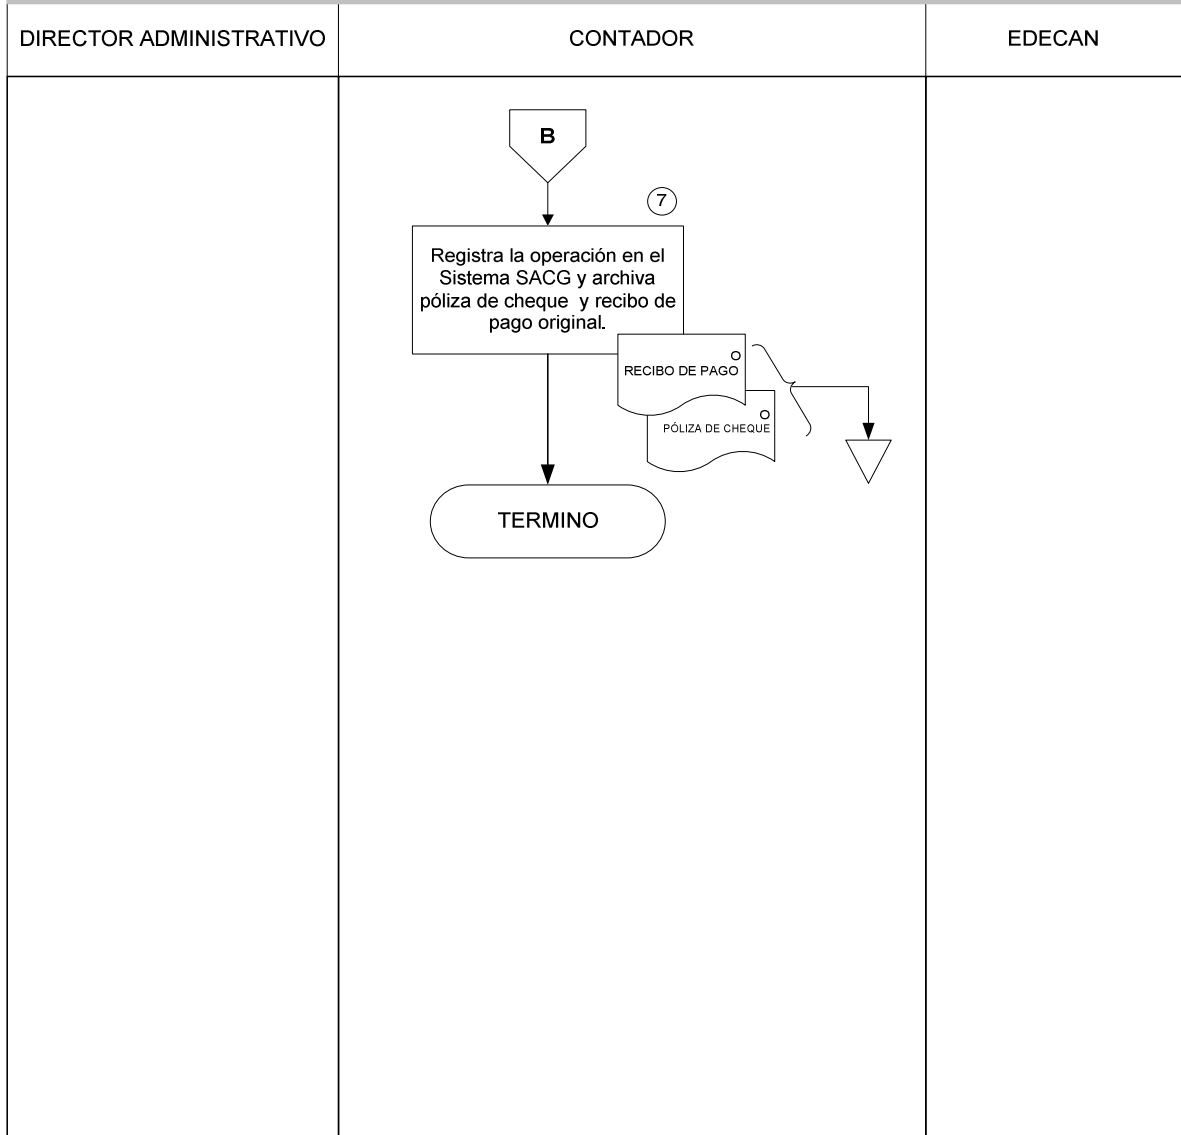 DIRECTOR ADMINISTRATIVO
CONTADOR
EDECAN
B
7
Registra la operación en el
Sistema SACG y archiva
póliza de cheque y recibo de
pago original.
RECIBO DE PAGO
PÓLIZA DE CHEQUE
TERMINO